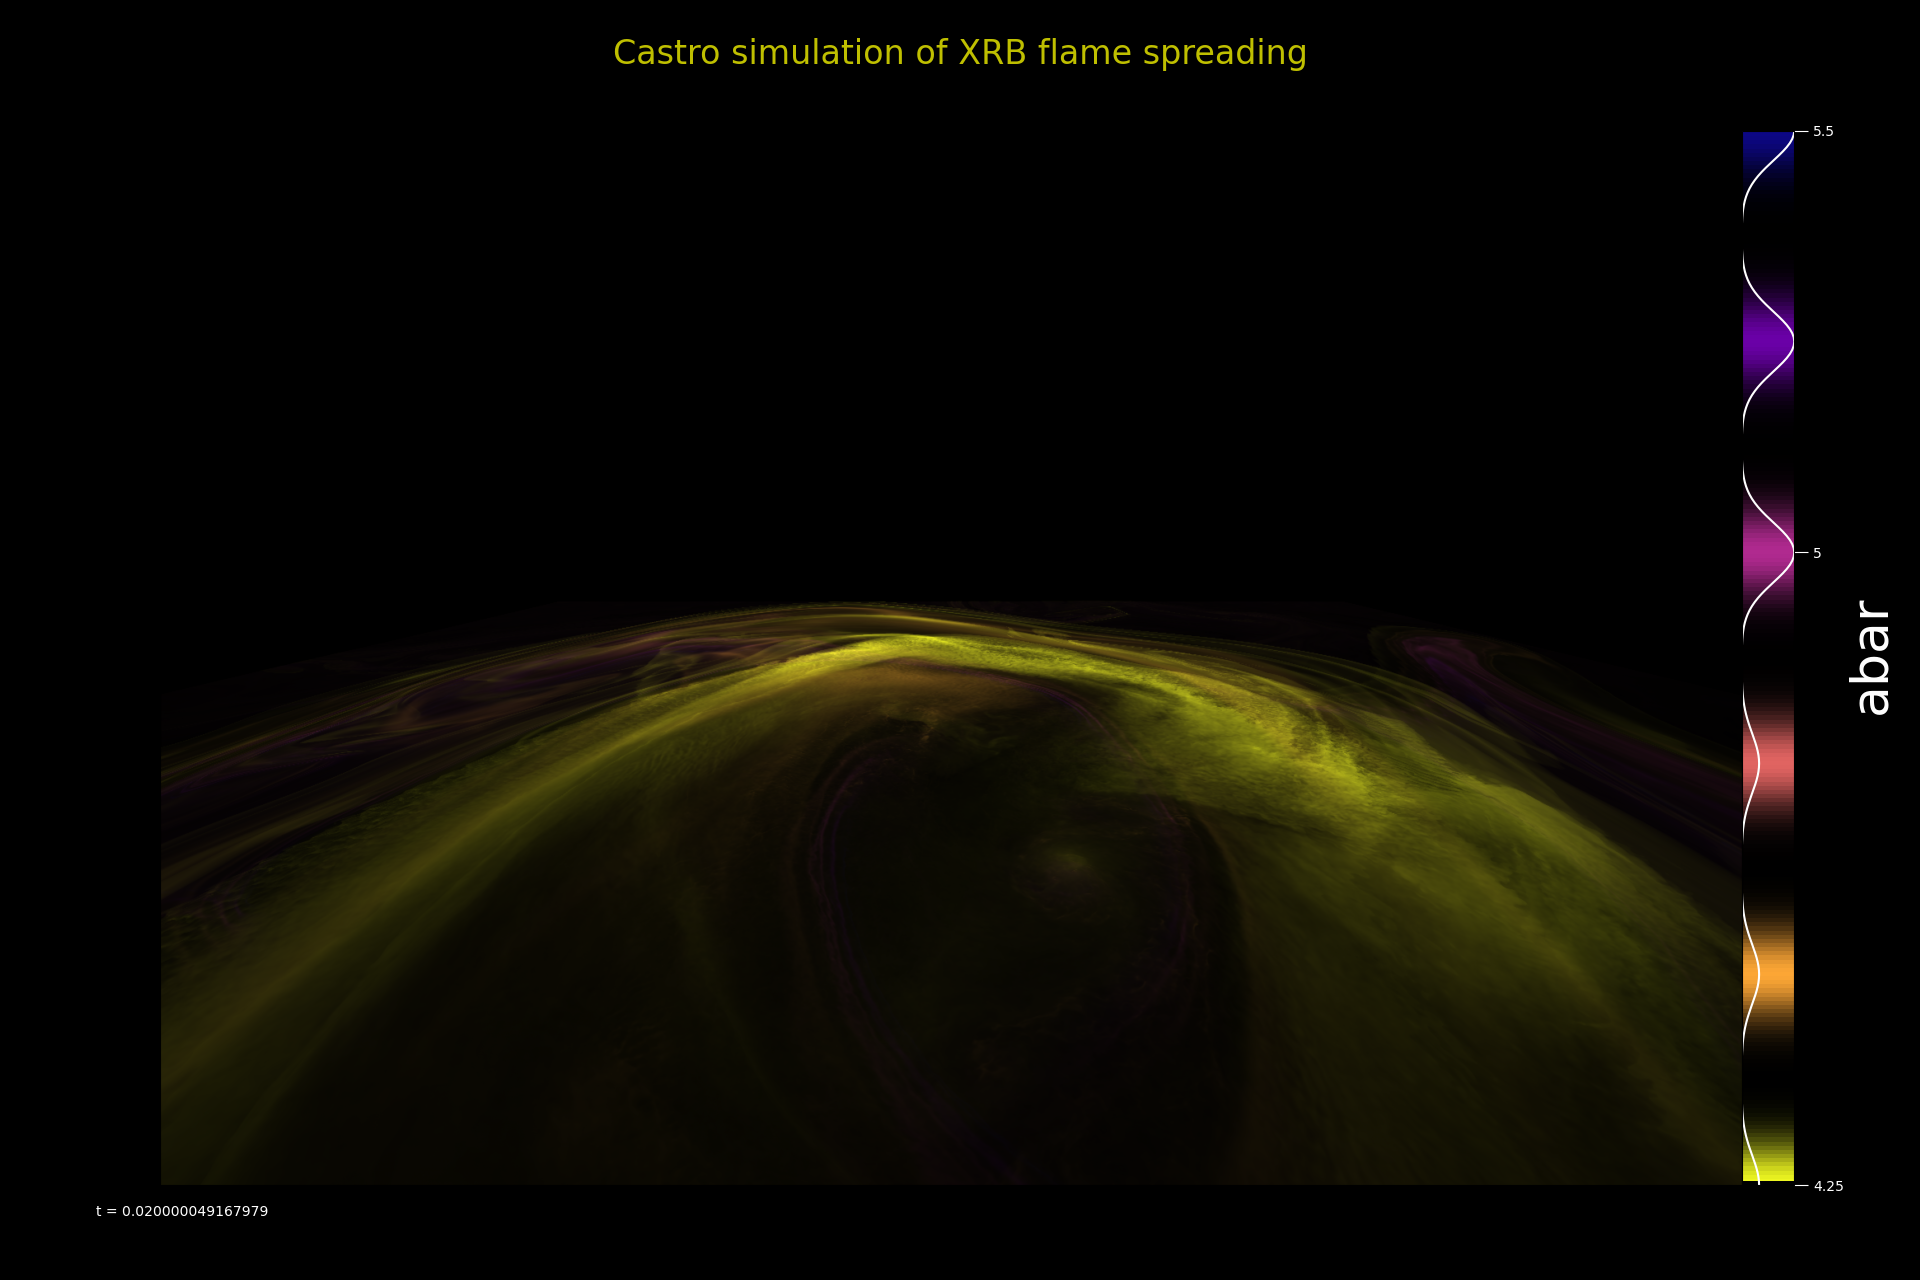 Castro simulation of XRB flame spreading
5.5
5
abar
4.25
t = 0.020000049167979